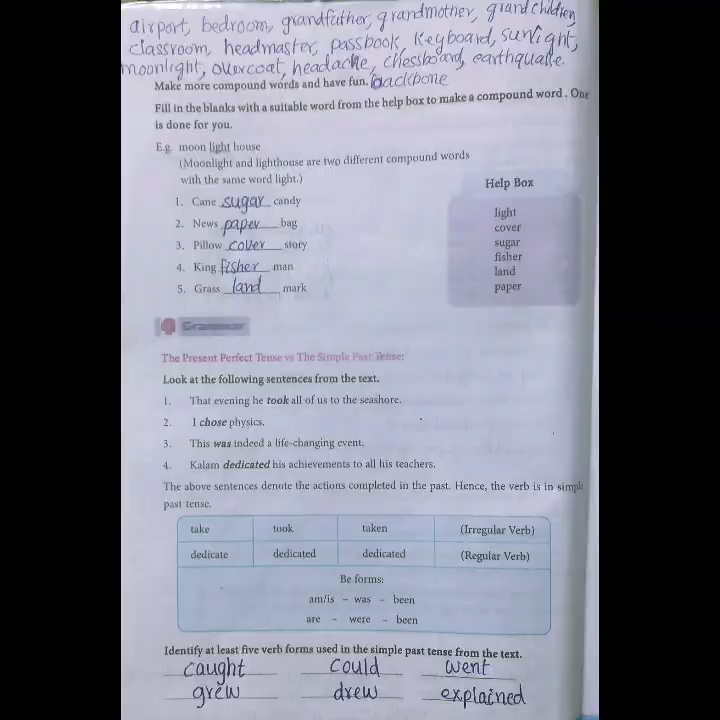 airport, bedroom, grandfather, grandmother, grandchildren,
classroom, headmaster, passbook, keyboard, sunlight,
moonlight, overcoat, headache, chessboard, earthquake.
Make more compound words and have fun. backbone
Fill in the blanks with a suitable word from the help box to make a compound word. One
is done for you.
E.g. moon light house
(Moonlight and lighthouse are two different compound words
with the same word light.)
Help Box
1. Cane sugar candy
2. News paper bag
3. Pillow cover story
4. King fisher man
5. Grass land mark
light
cover
sugar
fisher
land
paper
Grammar
The Present Perfect Tense vs The Simple Past Tense:
Look at the following sentences from the text.
1. That evening he took all of us to the seashore.
2. I chose physics.
3. This was indeed a life-changing event.
4. Kalam dedicated his achievements to all his teachers.
The above sentences denote the actions completed in the past. Hence, the verb is in simple
past tense.
take took taken (Irregular Verb)
dedicate dedicated dedicated (Regular Verb)
Be forms:
am/is - was - been
are - were - been
Identify at least five verb forms used in the simple past tense from the text.
caught could went
grew drew explained